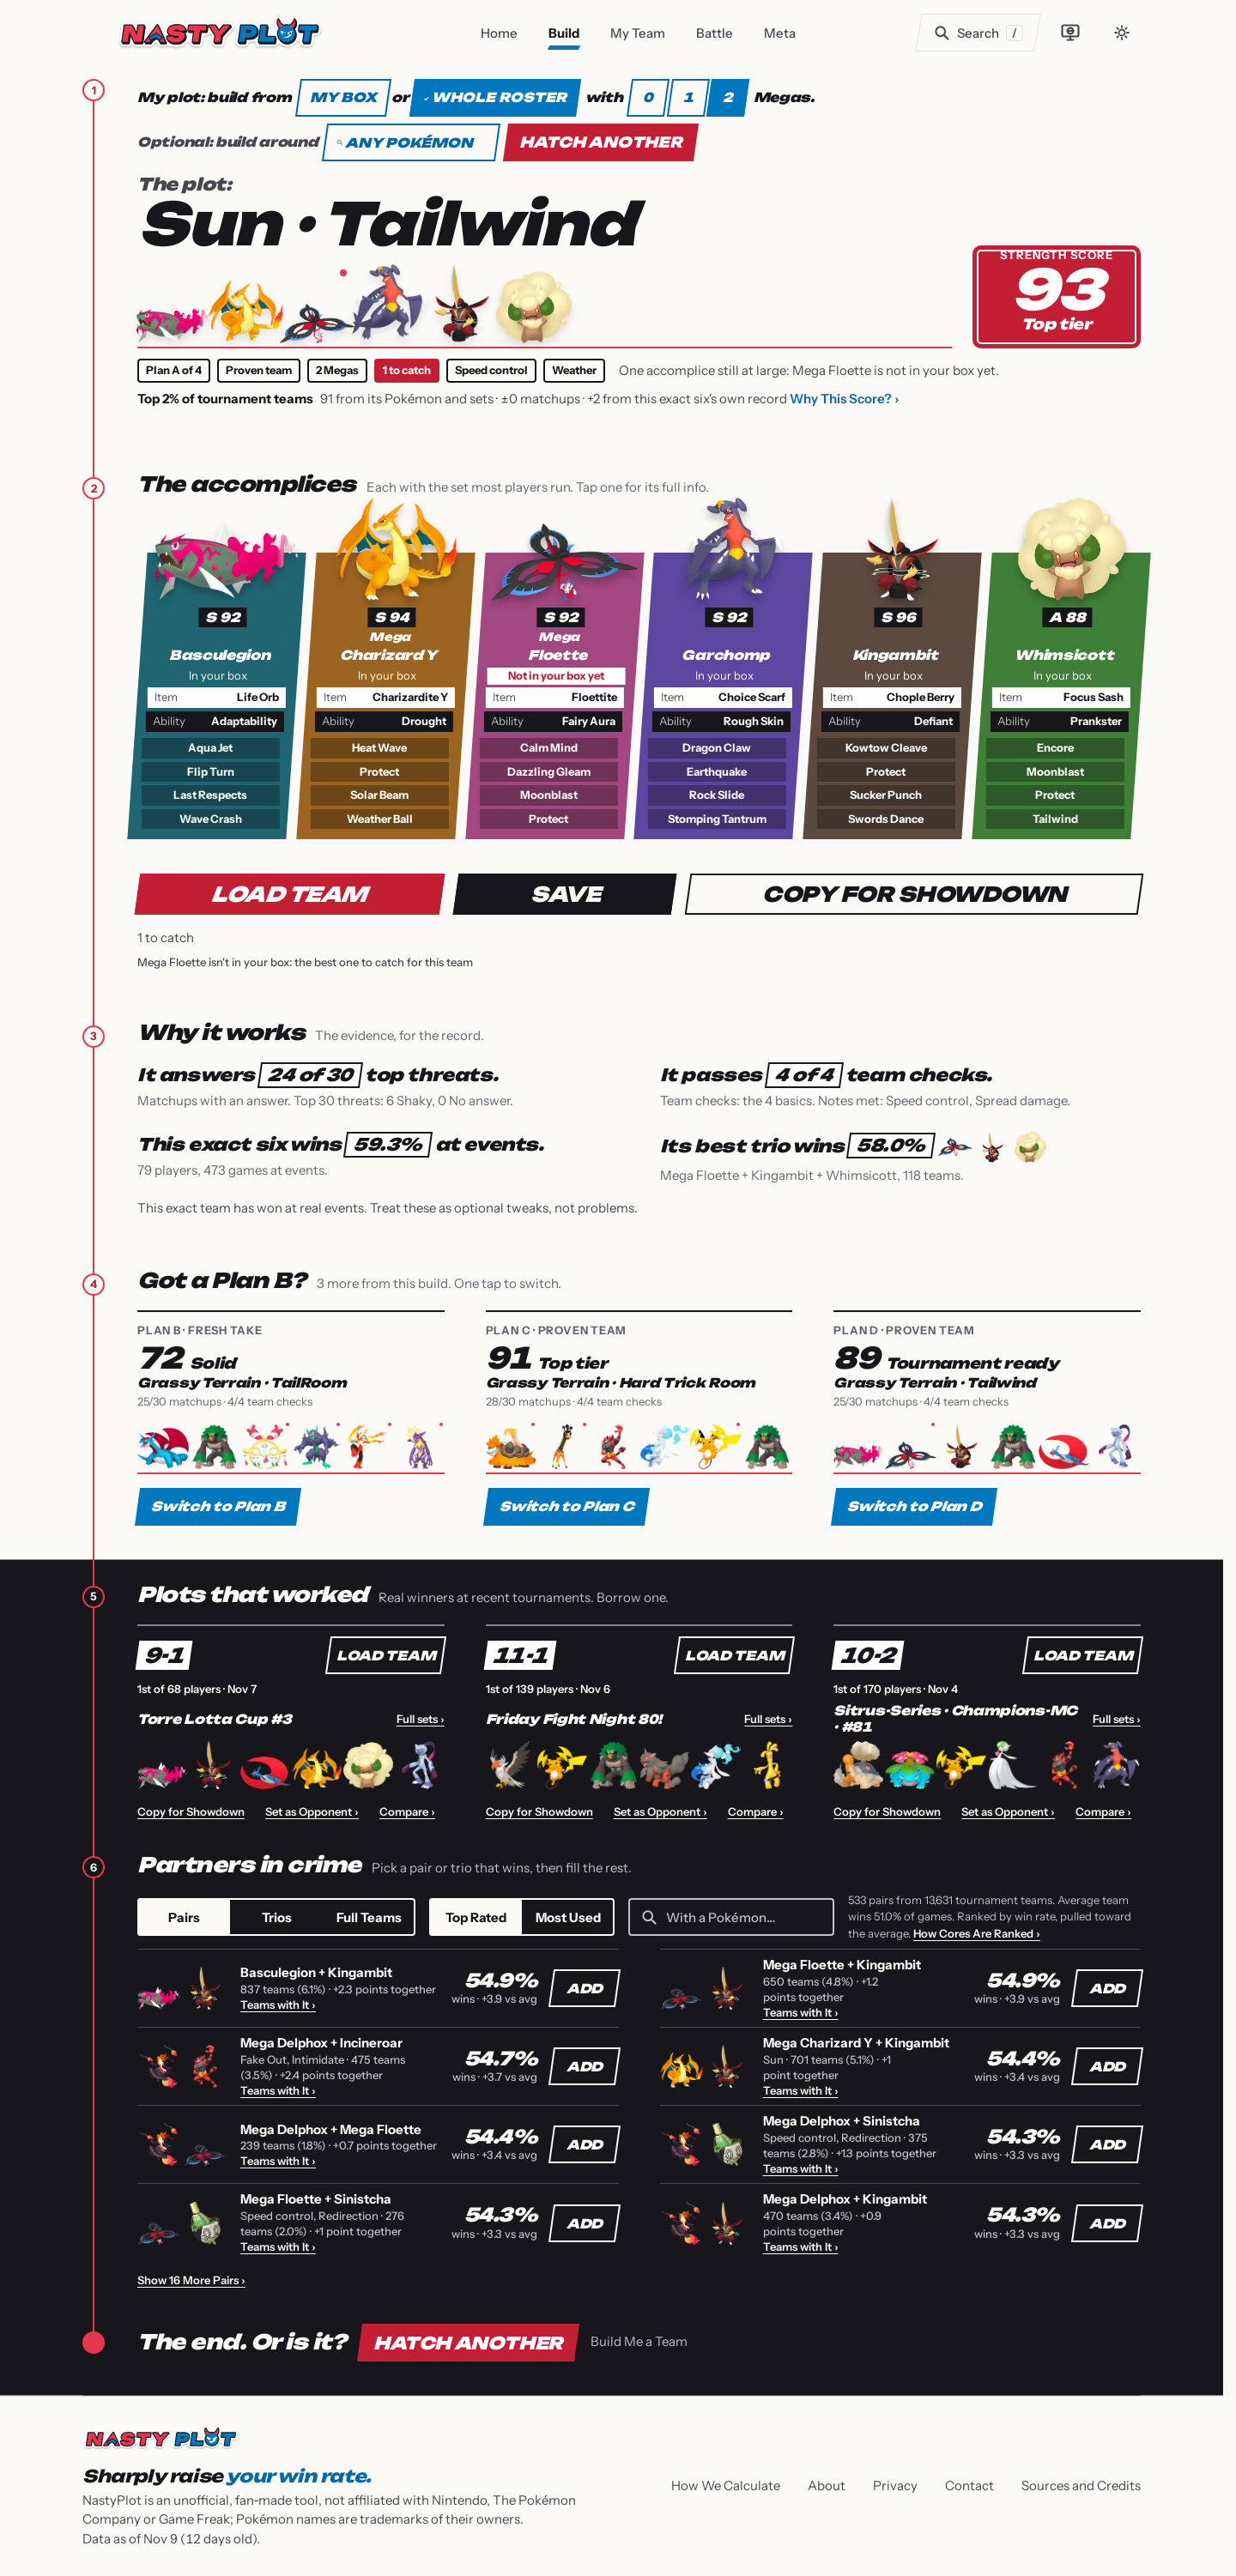 NASTY PLOT
Home Build My Team Battle Meta Search /
1
My plot: build from MY BOX or WHOLE ROSTER with 0 1 2 Megas.
Optional: build around ANY POKÉMON HATCH ANOTHER
The plot:
Sun · Tailwind
STRENGTH SCORE
93
Top tier
Plan A of 4 Proven team 2 Megas 1 to catch Speed control Weather One accomplice still at large: Mega Floette is not in your box yet.
Top 2% of tournament teams 91 from its Pokémon and sets · ±0 matchups · +2 from this exact six's own record Why This Score? ›
2
The accomplices Each with the set most players run. Tap one for its full info.
S 92
Basculegion
In your box
Item Life Orb
Ability Adaptability
Aqua Jet
Flip Turn
Last Respects
Wave Crash
S 94
Mega
Charizard Y
In your box
Item Charizardite Y
Ability Drought
Heat Wave
Protect
Solar Beam
Weather Ball
S 92
Mega
Floette
Not in your box yet
Item Floettite
Ability Fairy Aura
Calm Mind
Dazzling Gleam
Moonblast
Protect
S 92
Garchomp
In your box
Item Choice Scarf
Ability Rough Skin
Dragon Claw
Earthquake
Rock Slide
Stomping Tantrum
S 96
Kingambit
In your box
Item Chople Berry
Ability Defiant
Kowtow Cleave
Protect
Sucker Punch
Swords Dance
A 88
Whimsicott
In your box
Item Focus Sash
Ability Prankster
Encore
Moonblast
Protect
Tailwind
LOAD TEAM SAVE COPY FOR SHOWDOWN
1 to catch
Mega Floette isn't in your box: the best one to catch for this team
3
Why it works The evidence, for the record.
It answers 24 of 30 top threats.
Matchups with an answer. Top 30 threats: 6 Shaky, 0 No answer.
It passes 4 of 4 team checks.
Team checks: the 4 basics. Notes met: Speed control, Spread damage.
This exact six wins 59.3% at events.
79 players, 473 games at events.
Its best trio wins 58.0%
Mega Floette + Kingambit + Whimsicott, 118 teams.
This exact team has won at real events. Treat these as optional tweaks, not problems.
4
Got a Plan B? 3 more from this build. One tap to switch.
PLAN B · FRESH TAKE
72 Solid
Grassy Terrain · TailRoom
25/30 matchups · 4/4 team checks
Switch to Plan B
PLAN C · PROVEN TEAM
91 Top tier
Grassy Terrain · Hard Trick Room
28/30 matchups · 4/4 team checks
Switch to Plan C
PLAN D · PROVEN TEAM
89 Tournament ready
Grassy Terrain · Tailwind
25/30 matchups · 4/4 team checks
Switch to Plan D
5
Plots that worked Real winners at recent tournaments. Borrow one.
9-1 LOAD TEAM
1st of 68 players · Nov 7
Torre Lotta Cup #3 Full sets ›
Copy for Showdown Set as Opponent › Compare ›
11-1 LOAD TEAM
1st of 139 players · Nov 6
Friday Fight Night 80! Full sets ›
Copy for Showdown Set as Opponent › Compare ›
10-2 LOAD TEAM
1st of 170 players · Nov 4
Sitrus-Series · Champions-MC
· #81 Full sets ›
Copy for Showdown Set as Opponent › Compare ›
6
Partners in crime Pick a pair or trio that wins, then fill the rest.
Pairs Trios Full Teams Top Rated Most Used With a Pokémon...
533 pairs from 13,631 tournament teams. Average team
wins 51.0% of games. Ranked by win rate, pulled toward
the average. How Cores Are Ranked ›
Basculegion + Kingambit
837 teams (6.1%) · +2.3 points together
Teams with It ›
54.9%
wins · +3.9 vs avg
ADD
Mega Floette + Kingambit
650 teams (4.8%) · +1.2
points together
Teams with It ›
54.9%
wins · +3.9 vs avg
ADD
Mega Delphox + Incineroar
Fake Out, Intimidate · 475 teams
(3.5%) · +2.4 points together
Teams with It ›
54.7%
wins · +3.7 vs avg
ADD
Mega Charizard Y + Kingambit
Sun · 701 teams (5.1%) · +1
point together
Teams with It ›
54.4%
wins · +3.4 vs avg
ADD
Mega Delphox + Mega Floette
239 teams (1.8%) · +0.7 points together
Teams with It ›
54.4%
wins · +3.4 vs avg
ADD
Mega Delphox + Sinistcha
Speed control, Redirection · 375
teams (2.8%) · +1.3 points together
Teams with It ›
54.3%
wins · +3.3 vs avg
ADD
Mega Floette + Sinistcha
Speed control, Redirection · 276
teams (2.0%) · +1 point together
Teams with It ›
54.3%
wins · +3.3 vs avg
ADD
Mega Delphox + Kingambit
470 teams (3.4%) · +0.9
points together
Teams with It ›
54.3%
wins · +3.3 vs avg
ADD
Show 16 More Pairs ›
The end. Or is it? HATCH ANOTHER Build Me a Team
NASTY PLOT
Sharply raise your win rate.
NastyPlot is an unofficial, fan-made tool, not affiliated with Nintendo, The Pokémon
Company or Game Freak; Pokémon names are trademarks of their owners.
Data as of Nov 9 (12 days old).
How We Calculate About Privacy Contact Sources and Credits